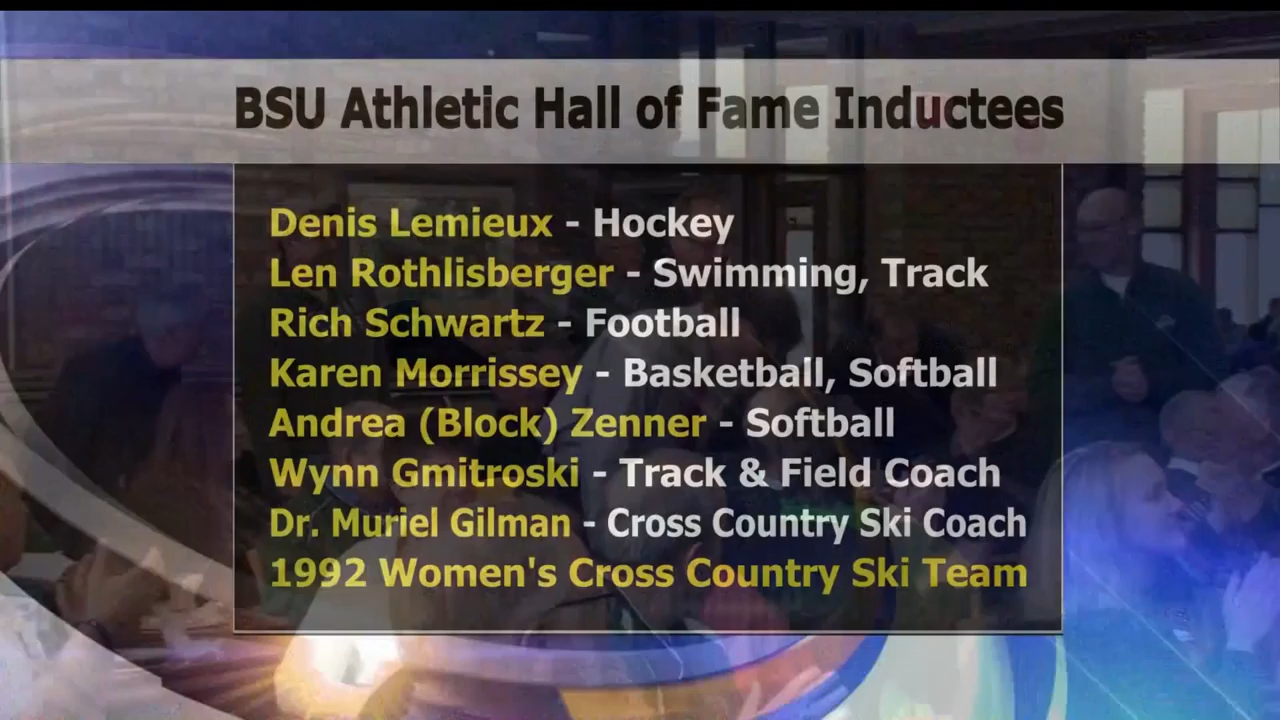 BSU Athletic Hall of Fame Inductees
Denis Lemieux - Hockey
Len Rothlisberger - Swimming, Track
Rich Schwartz - Football
Karen Morrissey - Basketball, Softball
Andrea (Block) Zenner - Softball
Wynn Gmitroski - Track & Field Coach
Dr. Muriel Gilman - Cross Country Ski Coach
1992 Women's Cross Country Ski Team